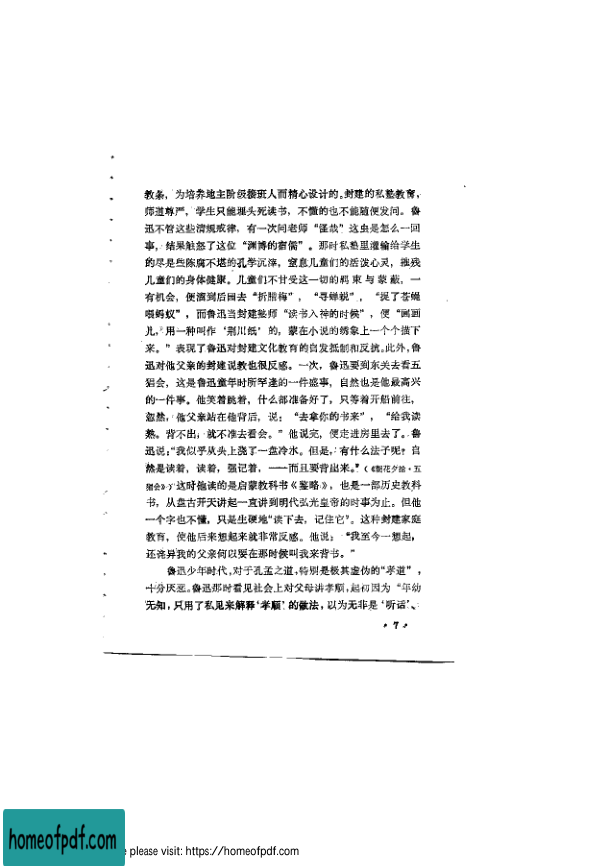 教条，为培养地主阶级接班人而精心设计的。封建的私塾教育，
师道尊严，学生只能埋头死读书，不懂的也不能随便发问。鲁
迅不管这些清规戒律，有一次问老师“怪哉”这虫是怎么一回
事，结果触怒了这位“渊博的宿儒”。那时私塾里灌输给学生
的尽是些陈腐不堪的孔学沉滓，窒息儿童们的活泼心灵，摧残
儿童们的身体健康。儿童们不甘受这一切的羁束与蒙蔽，一
有机会，便溜到后园去“折腊梅”，“寻蝉蜕”，“捉了苍蝇
喂蚂蚁”，而鲁迅当封建塾师“读书入神的时候”，便“画画
儿，用一种叫作‘荆川纸’的，蒙在小说的绣象上一个个描下
来。”表现了鲁迅对封建文化教育的自发抵制和反抗。此外，鲁
迅对他父亲的封建说教也很反感。一次，鲁迅要到东关去看五
猖会，这是鲁迅童年时所罕逢的一件盛事，自然也是他最高兴
的一件事。他笑着跳着，什么都准备好了，只等着开船前往，
忽然，他父亲站在他背后，说：“去拿你的书来”，“给我读
熟。背不出，就不准去看会。”他说完，便走进房里去了。鲁
迅说：“我似乎从头上浇了一盘冷水。但是，有什么法子呢？自
然是读着，读着，强记着，——而且要背出来。”（《朝花夕拾·五
猖会》）这时他读的是启蒙教科书《鉴略》，也是一部历史教科
书，从盘古开天讲起一直讲到明代弘光皇帝的时事为止。但他
一个字也不懂，只是生硬地“读下去，记住它”。这种封建家庭
教育，使他后来想起来就非常反感。他说：“我至今一想起，
还诧异我的父亲何以要在那时候叫我来背书。”
鲁迅少年时代，对于孔孟之道，特别是极其虚伪的“孝道”，
十分厌恶。鲁迅那时看见社会上对父母讲孝顺，起初因为“年幼
无知，只用了私见来解释‘孝顺’的做法，以为无非是‘听话’、
·7·
homeofpdf.com
e please visit: https://homeofpdf.com